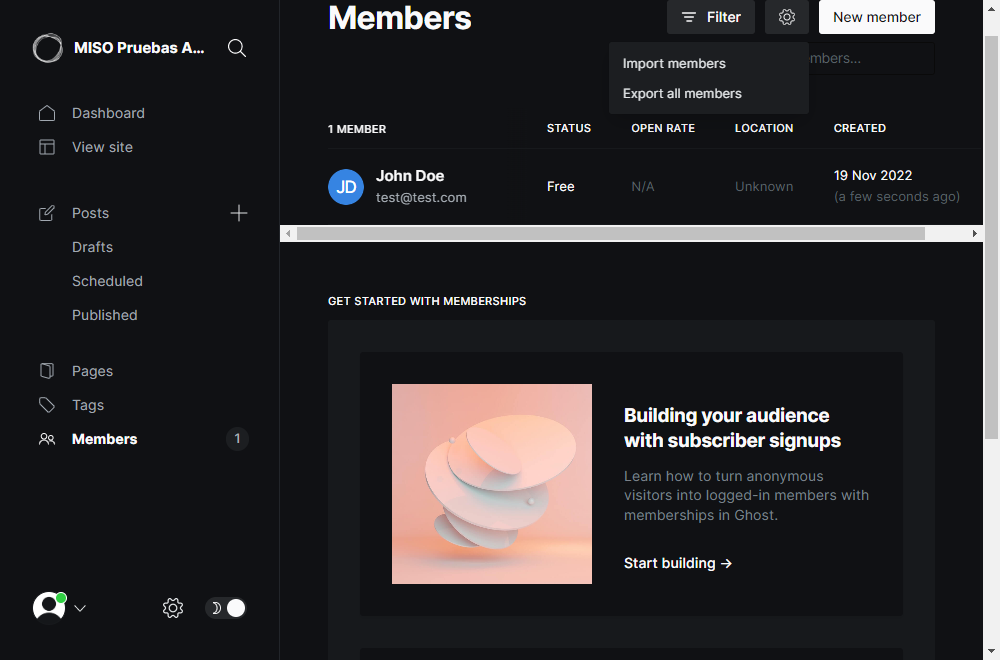 MISO Pruebas A...
Dashboard
View site
Posts
Drafts
Scheduled
Published
Pages
Tags
Members 1
Members
Filter
New member
Import members
Export all members
mbers...
1 MEMBER STATUS OPEN RATE LOCATION CREATED
JD John Doe Free N/A Unknown 19 Nov 2022
test@test.com (a few seconds ago)
GET STARTED WITH MEMBERSHIPS
Building your audience
with subscriber signups
Learn how to turn anonymous
visitors into logged-in members with
memberships in Ghost.
Start building →